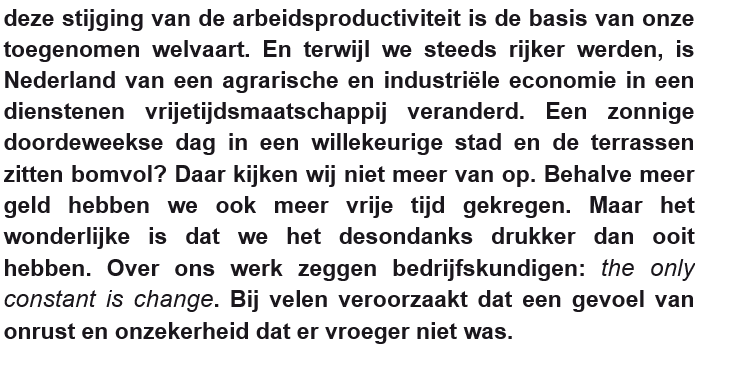 deze stijging van de arbeidsproductiviteit is de basis van onze
toegenomen welvaart. En terwijl we steeds rijker werden, is
Nederland van een agrarische en industriële economie in een
dienstenen vrijetijdsmaatschappij veranderd. Een zonnige
doordeweekse dag in een willekeurige stad en de terrassen
zitten bomvol? Daar kijken wij niet meer van op. Behalve meer
geld hebben we ook meer vrije tijd gekregen. Maar het
wonderlijke is dat we het desondanks drukker dan ooit
hebben. Over ons werk zeggen bedrijfskundigen: the only
constant is change. Bij velen veroorzaakt dat een gevoel van
onrust en onzekerheid dat er vroeger niet was.